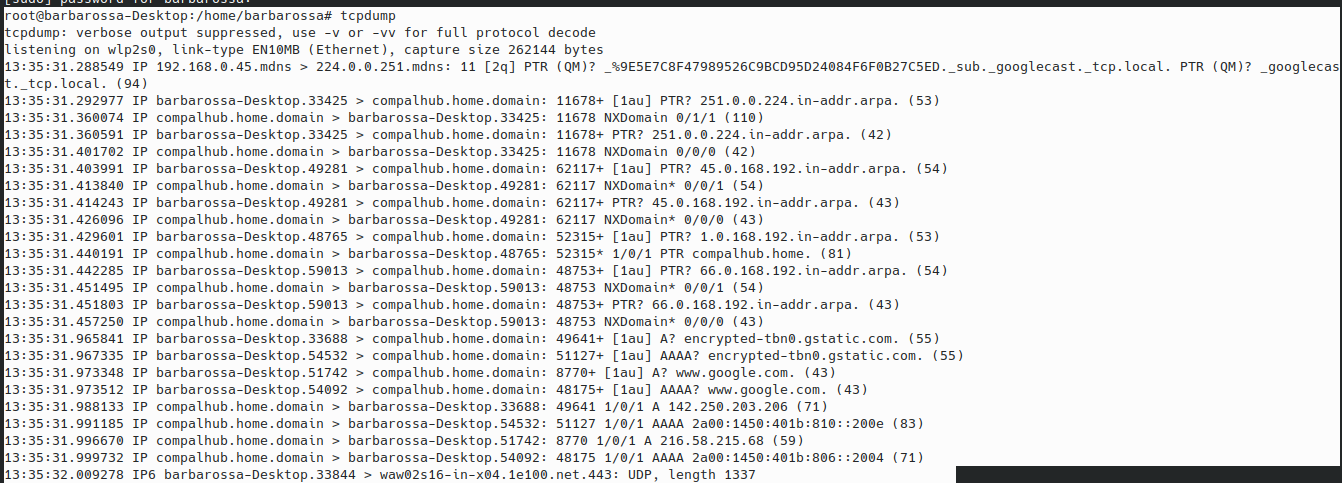 [sudo] password for barbarossa:
root@barbarossa-Desktop:/home/barbarossa# tcpdump
tcpdump: verbose output suppressed, use -v or -vv for full protocol decode
listening on wlp2s0, link-type EN10MB (Ethernet), capture size 262144 bytes
13:35:31.288549 IP 192.168.0.45.mdns > 224.0.0.251.mdns: 11 [2q] PTR (QM)? _%9E5E7C8F47989526C9BCD95D24084F6F0B27C5ED._sub._googlecast._tcp.local. PTR (QM)? _googlecas
t._tcp.local. (94)
13:35:31.292977 IP barbarossa-Desktop.33425 > compalhub.home.domain: 11678+ [1au] PTR? 251.0.0.224.in-addr.arpa. (53)
13:35:31.360074 IP compalhub.home.domain > barbarossa-Desktop.33425: 11678 NXDomain 0/1/1 (110)
13:35:31.360591 IP barbarossa-Desktop.33425 > compalhub.home.domain: 11678+ PTR? 251.0.0.224.in-addr.arpa. (42)
13:35:31.401702 IP compalhub.home.domain > barbarossa-Desktop.33425: 11678 NXDomain 0/0/0 (42)
13:35:31.403991 IP barbarossa-Desktop.49281 > compalhub.home.domain: 62117+ [1au] PTR? 45.0.168.192.in-addr.arpa. (54)
13:35:31.413840 IP compalhub.home.domain > barbarossa-Desktop.49281: 62117 NXDomain* 0/0/1 (54)
13:35:31.414243 IP barbarossa-Desktop.49281 > compalhub.home.domain: 62117+ PTR? 45.0.168.192.in-addr.arpa. (43)
13:35:31.426096 IP compalhub.home.domain > barbarossa-Desktop.49281: 62117 NXDomain* 0/0/0 (43)
13:35:31.429601 IP barbarossa-Desktop.48765 > compalhub.home.domain: 52315+ [1au] PTR? 1.0.168.192.in-addr.arpa. (53)
13:35:31.440191 IP compalhub.home.domain > barbarossa-Desktop.48765: 52315* 1/0/1 PTR compalhub.home. (81)
13:35:31.442285 IP barbarossa-Desktop.59013 > compalhub.home.domain: 48753+ [1au] PTR? 66.0.168.192.in-addr.arpa. (54)
13:35:31.451495 IP compalhub.home.domain > barbarossa-Desktop.59013: 48753 NXDomain* 0/0/1 (54)
13:35:31.451803 IP barbarossa-Desktop.59013 > compalhub.home.domain: 48753+ PTR? 66.0.168.192.in-addr.arpa. (43)
13:35:31.457250 IP compalhub.home.domain > barbarossa-Desktop.59013: 48753 NXDomain* 0/0/0 (43)
13:35:31.965841 IP barbarossa-Desktop.33688 > compalhub.home.domain: 49641+ [1au] A? encrypted-tbn0.gstatic.com. (55)
13:35:31.967335 IP barbarossa-Desktop.54532 > compalhub.home.domain: 51127+ [1au] AAAA? encrypted-tbn0.gstatic.com. (55)
13:35:31.973348 IP barbarossa-Desktop.51742 > compalhub.home.domain: 8770+ [1au] A? www.google.com. (43)
13:35:31.973512 IP barbarossa-Desktop.54092 > compalhub.home.domain: 48175+ [1au] AAAA? www.google.com. (43)
13:35:31.988133 IP compalhub.home.domain > barbarossa-Desktop.33688: 49641 1/0/1 A 142.250.203.206 (71)
13:35:31.991185 IP compalhub.home.domain > barbarossa-Desktop.54532: 51127 1/0/1 AAAA 2a00:1450:401b:810::200e (83)
13:35:31.996670 IP compalhub.home.domain > barbarossa-Desktop.51742: 8770 1/0/1 A 216.58.215.68 (59)
13:35:31.999732 IP compalhub.home.domain > barbarossa-Desktop.54092: 48175 1/0/1 AAAA 2a00:1450:401b:806::2004 (71)
13:35:32.009278 IP6 barbarossa-Desktop.33844 > waw02s16-in-x04.1e100.net.443: UDP, length 1337